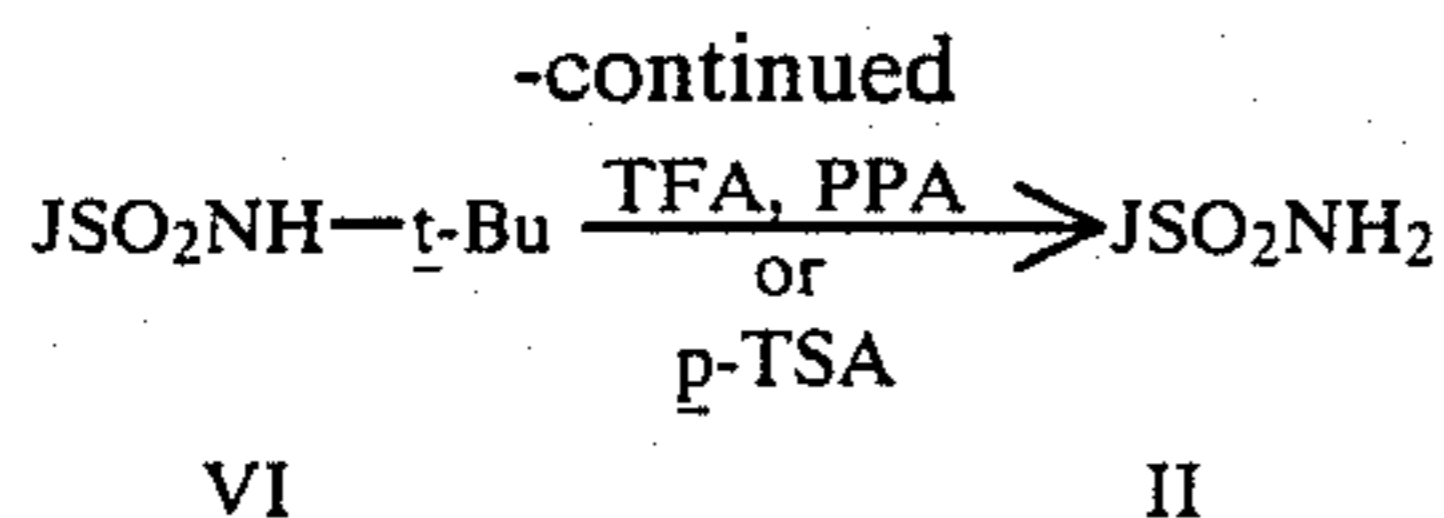 -continued
TFA, PPA
JSO₂NH—t-Bu JSO₂NH₂
or
p-TSA
VI II